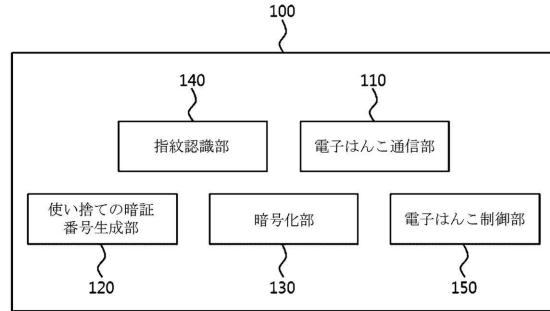 100
140
110
指紋認識部
電子はんこ通信部
使い捨ての暗証
番号生成部
暗号化部
電子はんこ制御部
120
130
150